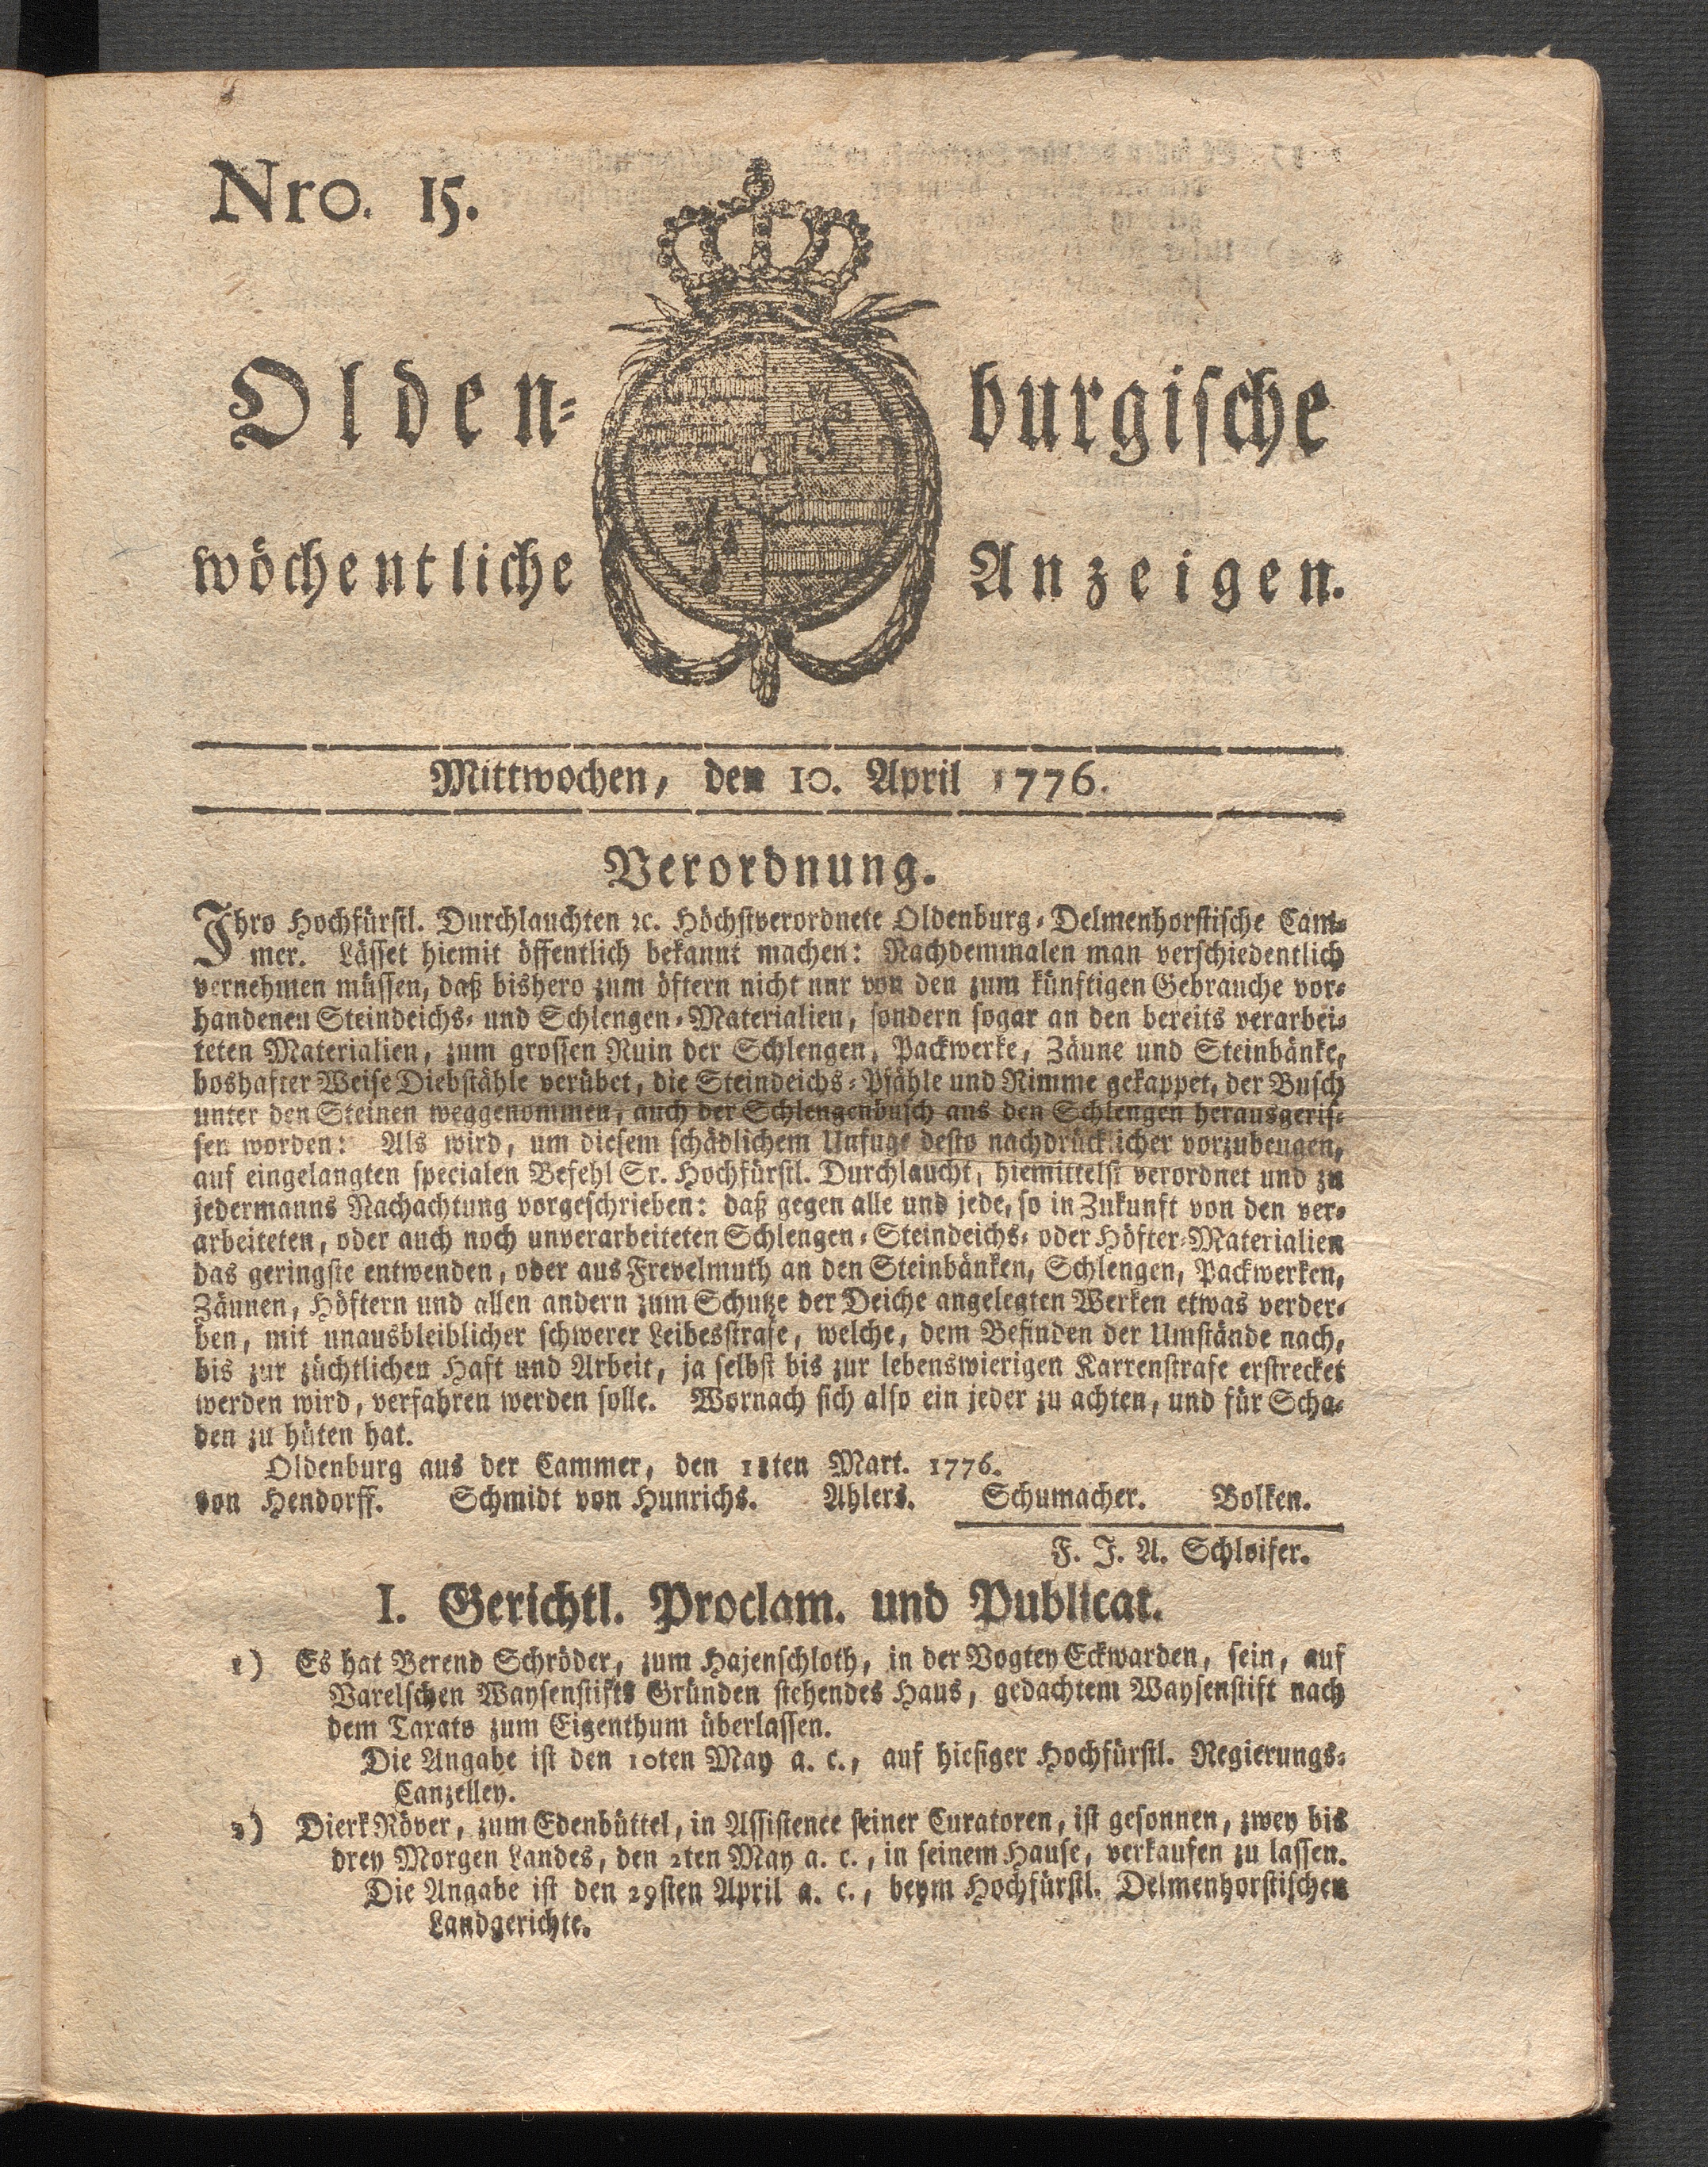 Nro. 15.
Olden-burgische
wöchentliche Anzeigen.
Mittwochen, den 10. April 1776.
Verordnung.
Ihro Hochfürstl. Durchlauchten ꝛc. Höchstverordnete Oldenburg-Delmenhorstische Cam-
mer. Lässet hiemit öffentlich bekannt machen: Nachdemmalen man verschiedentlich
vernehmen müssen, daß bishero zum öftern nicht nur von den zum künftigen Gebrauche vor-
handenen Steindeichs- und Schlengen-Materialien, sondern sogar an den bereits verarbei-
teten Materialien, zum grossen Ruin der Schlengen, Packwerke, Zäune und Steinbänke,
boshafter Weise Diebstähle verübet, die Steindeichs-Pfähle und Rimme gekappet, der Busch
unter den Steinen weggenommen, auch der Schlengenbusch aus den Schlengen herausgeris-
sen worden: Als wird, um diesem schädlichem Unfuge desto nachdrücklicher vorzubeugen,
auf eingelangten specialen Befehl Sr. Hochfürstl. Durchlaucht, hiemittelst verordnet und zu
jedermanns Nachachtung vorgeschrieben: daß gegen alle und jede, so in Zukunft von den ver-
arbeiteten, oder auch noch unverarbeiteten Schlengen-Steindeichs- oder Höfter-Materialien
das geringste entwenden, oder aus Frevelmuth an den Steinbänken, Schlengen, Packwerken,
Zäunen, Höftern und allen andern zum Schutze der Deiche angelegten Werken etwas verder-
ben, mit unausbleiblicher schwerer Leibesstrafe, welche, dem Befinden der Umstände nach,
bis zur züchtlichen Haft und Arbeit, ja selbst bis zur lebenswierigen Karrenstrafe erstrecket
werden wird, verfahren werden solle. Wornach sich also ein jeder zu achten, und für Scha-
den zu hüten hat.
Oldenburg aus der Cammer, den Mart. 1776.
von Hendorff. Schmidt von Hunrichs. Ahlers. Schumacher. Bolken.
F. J. A. Schloifer.
I. Gerichtl. Proclam. und Publicat.
1) Es hat Berend Schröder, zum Hajenschloth, in der Vogtey Eckwarden, sein, auf
Varelschen Waysenstifts Gründen stehendes Haus, gedachtem Waysenstift nach
dem Taxato zum Eigenthum überlassen.
Die Angabe ist den 10ten May a. c., auf hiesiger Hochfürstl. Regierungs-
Canzelley.
2) Dierk Röver, zum Edenbüttel, in Assistence seiner Curatoren, ist gesonnen, zwey bis
drey Morgen Landes, den 2ten May a. c., in seinem Hause, verkaufen zu lassen.
Die Angabe ist den 29sten April a. c., beym Hochfürstl. Delmenhorstischen
Landgerichte.